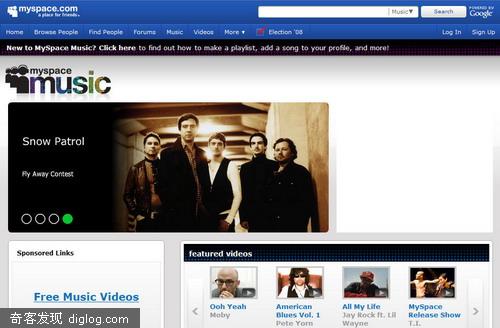 myspace.com
a place for friends
Music
Search
POWERED BY
Google
Home Browse People Find People Forums Music Videos More Election '08 Log In Sign Up
New to MySpace Music? Click here to find out how to make a playlist, add a song to your profile, and more!
myspace
music
Snow Patrol
Fly Away Contest
Sponsored Links
Free Music Videos
featured videos
Ooh Yeah
Moby
American
Blues Vol. 1
Pete Yorn
All My Life
Jay Rock ft. Lil
Wayne
MySpace
Release Show
T.I.
奇客发现 diglog.com